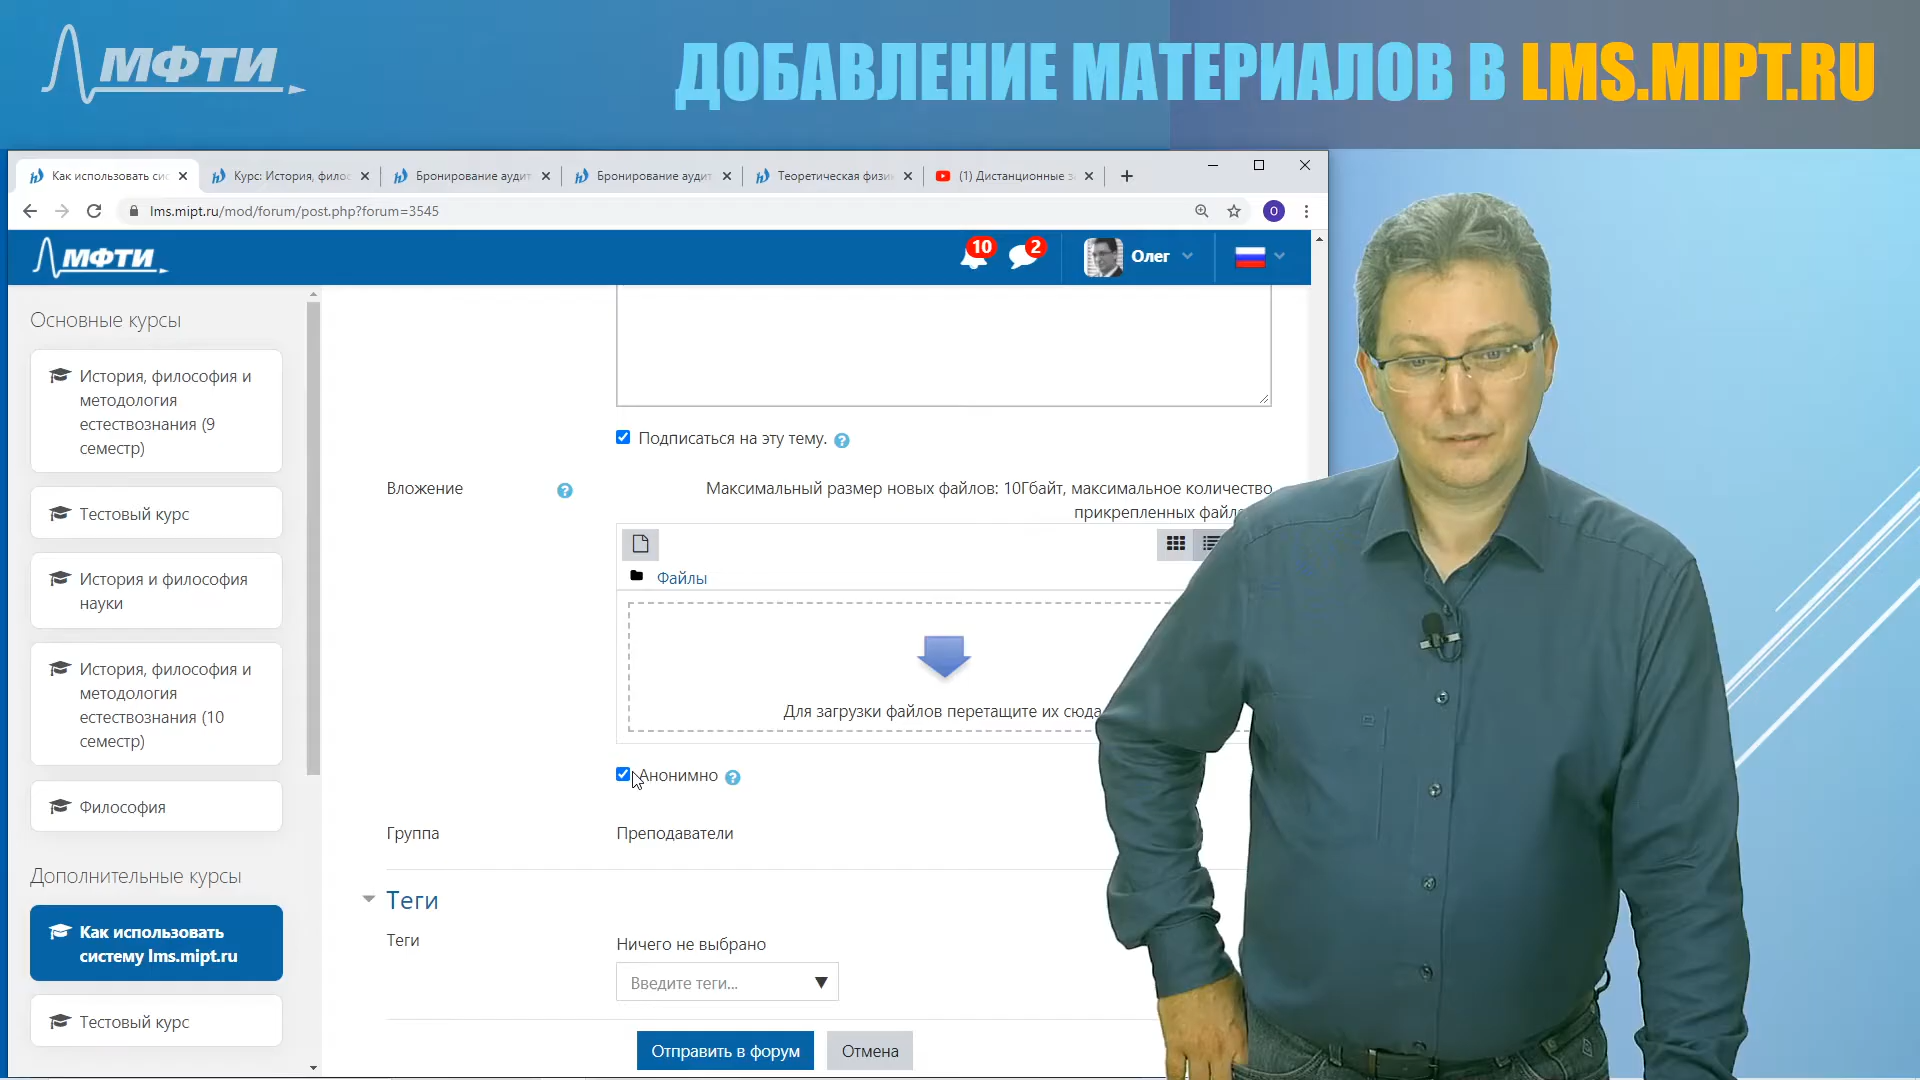 МФТИ
ДОБАВЛЕНИЕ МАТЕРИАЛОВ В LMS.MIPT.RU
Как использовать сис
Курс: История, филос
Бронирование аудит
Бронирование аудит
Теоретическая физи
(1) Дистанционные з
lms.mipt.ru/mod/forum/post.php?forum=3545
О
МФТИ
10
2
Олег
Основные курсы
История, философия и
методология
естествознания (9
семестр)
Тестовый курс
История и философия
науки
История, философия и
методология
естествознания (10
семестр)
Философия
Дополнительные курсы
Как использовать
систему lms.mipt.ru
Тестовый курс
Подписаться на эту тему.
Вложение
Максимальный размер новых файлов: 10Гбайт, максимальное количество
прикрепленных
Файлы
Для загрузки файлов перетащите их сюда
Анонимно
Группа
Преподаватели
Теги
Теги
Ничего не выбрано
Введите теги...
Отправить в форум
Отмена